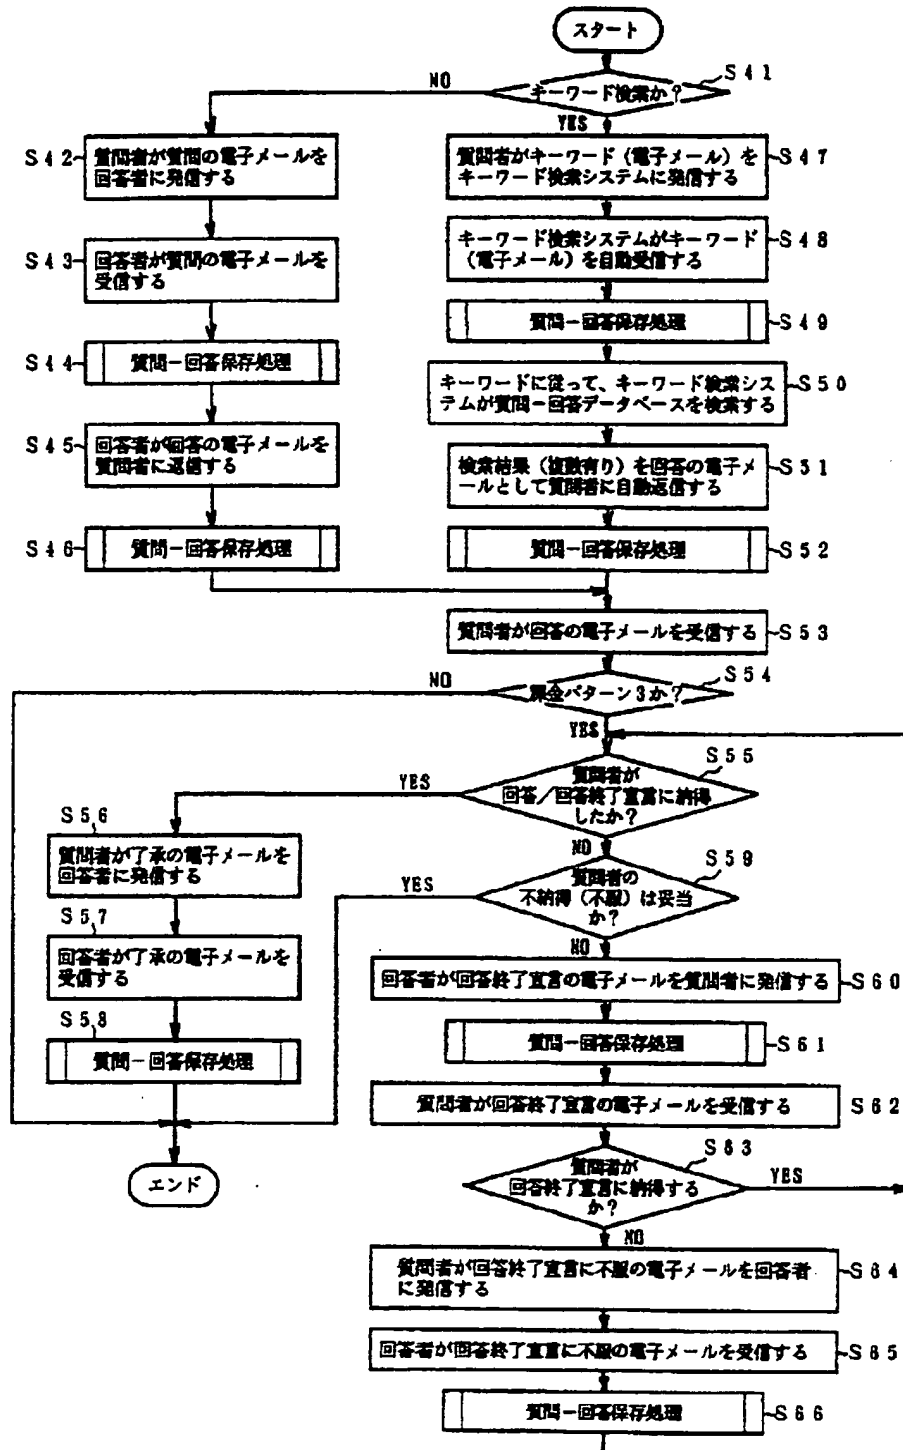 スタート
S41
キーワード検索か？
NO
YES
S42
質問者が質問の電子メールを
回答者に発信する
S43
回答者が質問の電子メールを
受信する
S44
質問－回答保存処理
S45
回答者が回答の電子メールを
質問者に返信する
S46
質問－回答保存処理
質問者がキーワード（電子メール）を
キーワード検索システムに発信する
S47
キーワード検索システムがキーワード
（電子メール）を自動受信する
S48
質問－回答保存処理
S49
キーワードに従って、キーワード検索シス
テムが質問－回答データベースを検索する
S50
検索結果（複数有り）を回答の電子メ
ールとして質問者に自動返信する
S51
質問－回答保存処理
S52
質問者が回答の電子メールを受信する
S53
S54
課金パターン3か？
NO
YES
S55
質問者が
回答／回答終了宣言に納得
したか？
YES
NO
S56
質問者が了承の電子メールを
回答者に発信する
S57
回答者が了承の電子メールを
受信する
S58
質問－回答保存処理
エンド
S59
質問者の
不納得（不服）は妥当
か？
YES
NO
回答者が回答終了宣言の電子メールを質問者に発信する
S60
質問－回答保存処理
S61
質問者が回答終了宣言の電子メールを受信する
S62
S63
質問者が
回答終了宣言に納得する
か？
YES
NO
質問者が回答終了宣言に不服の電子メールを回答者
に発信する
S64
回答者が回答終了宣言に不服の電子メールを受信する
S65
質問－回答保存処理
S66